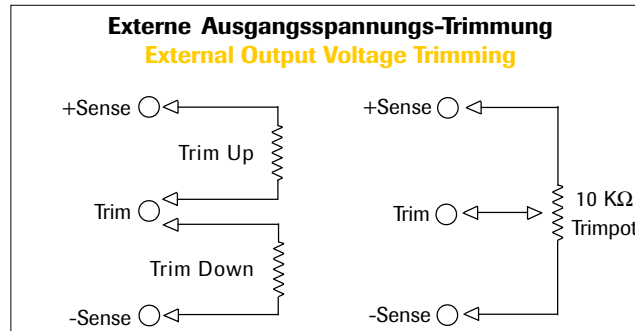 Externe Ausgangsspannungs-Trimmung
External Output Voltage Trimming
+Sense
Trim Up
Trim
Trim Down
-Sense
+Sense
Trim
10 KΩ
Trimpot
-Sense